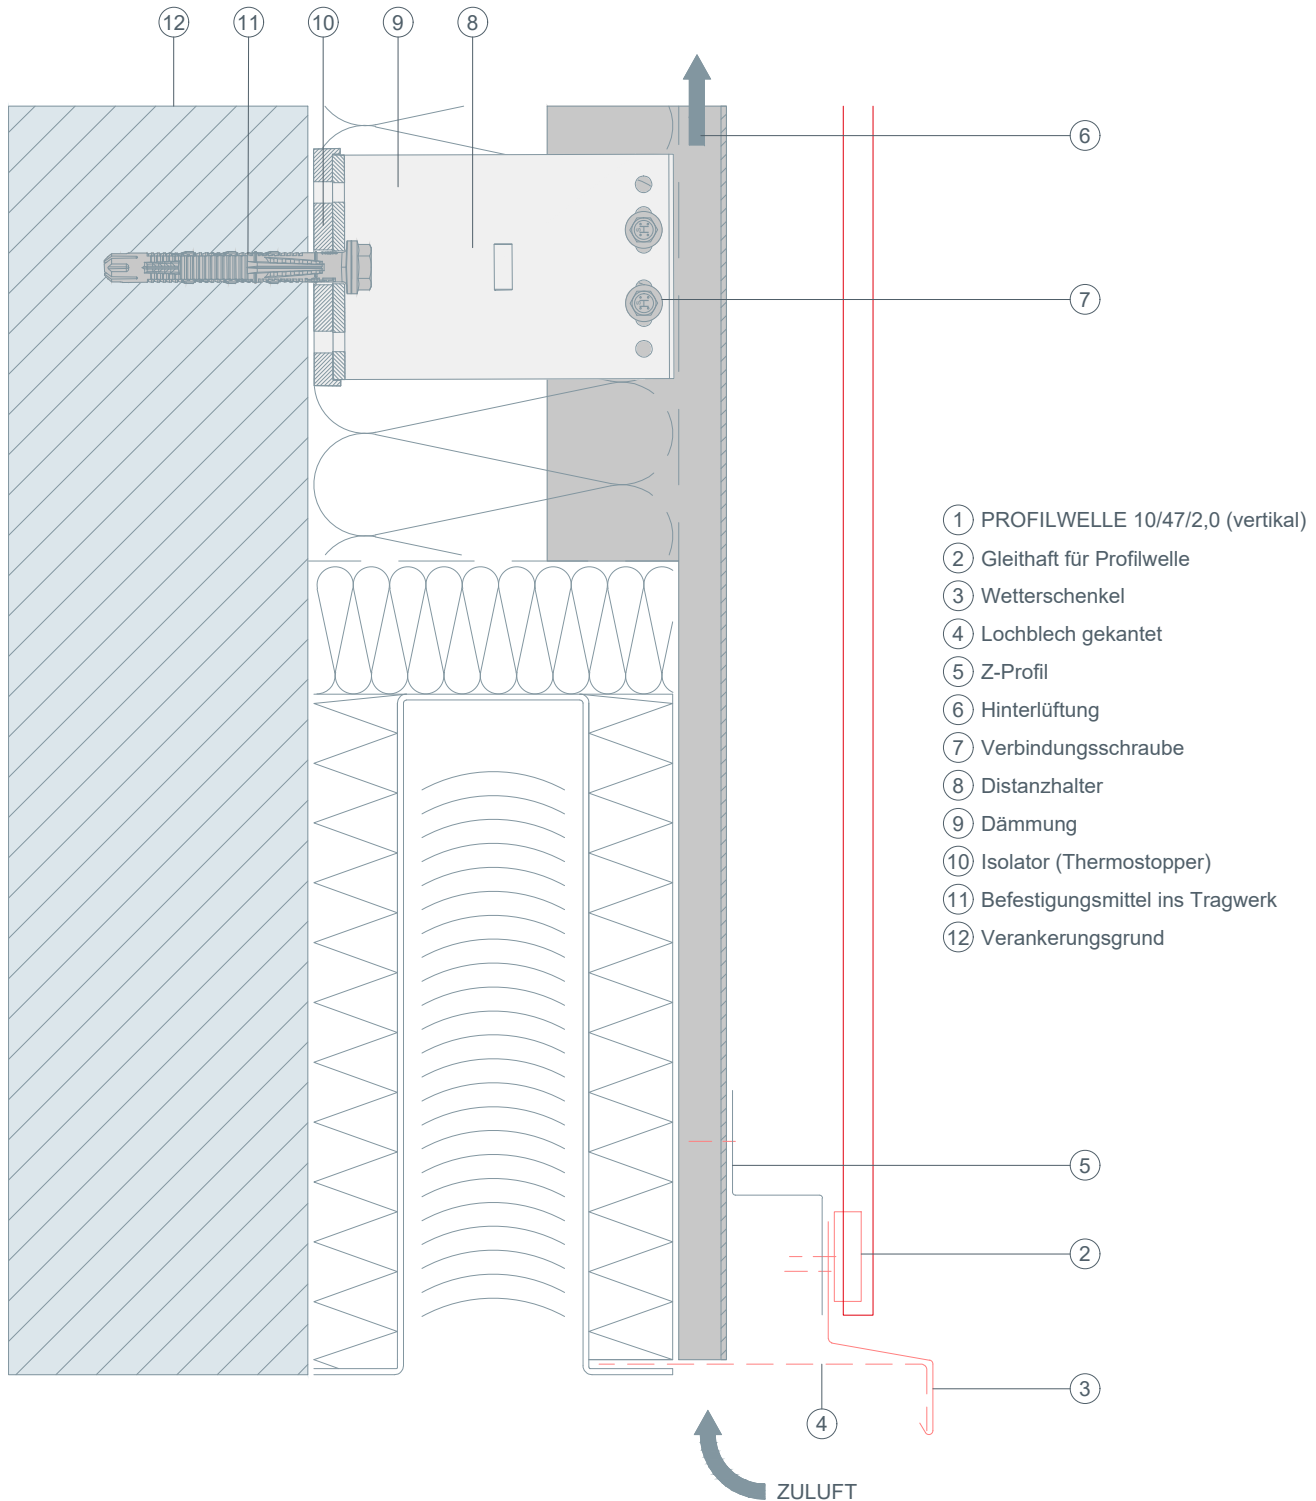 12 11 10 9 8
6
7
1 PROFILWELLE 10/47/2,0 (vertikal)
2 Gleithaft für Profilwelle
3 Wetterschenkel
4 Lochblech gekantet
5 Z-Profil
6 Hinterlüftung
7 Verbindungsschraube
8 Distanzhalter
9 Dämmung
10 Isolator (Thermostopper)
11 Befestigungsmittel ins Tragwerk
12 Verankerungsgrund
5
2
3
4
ZULUFT